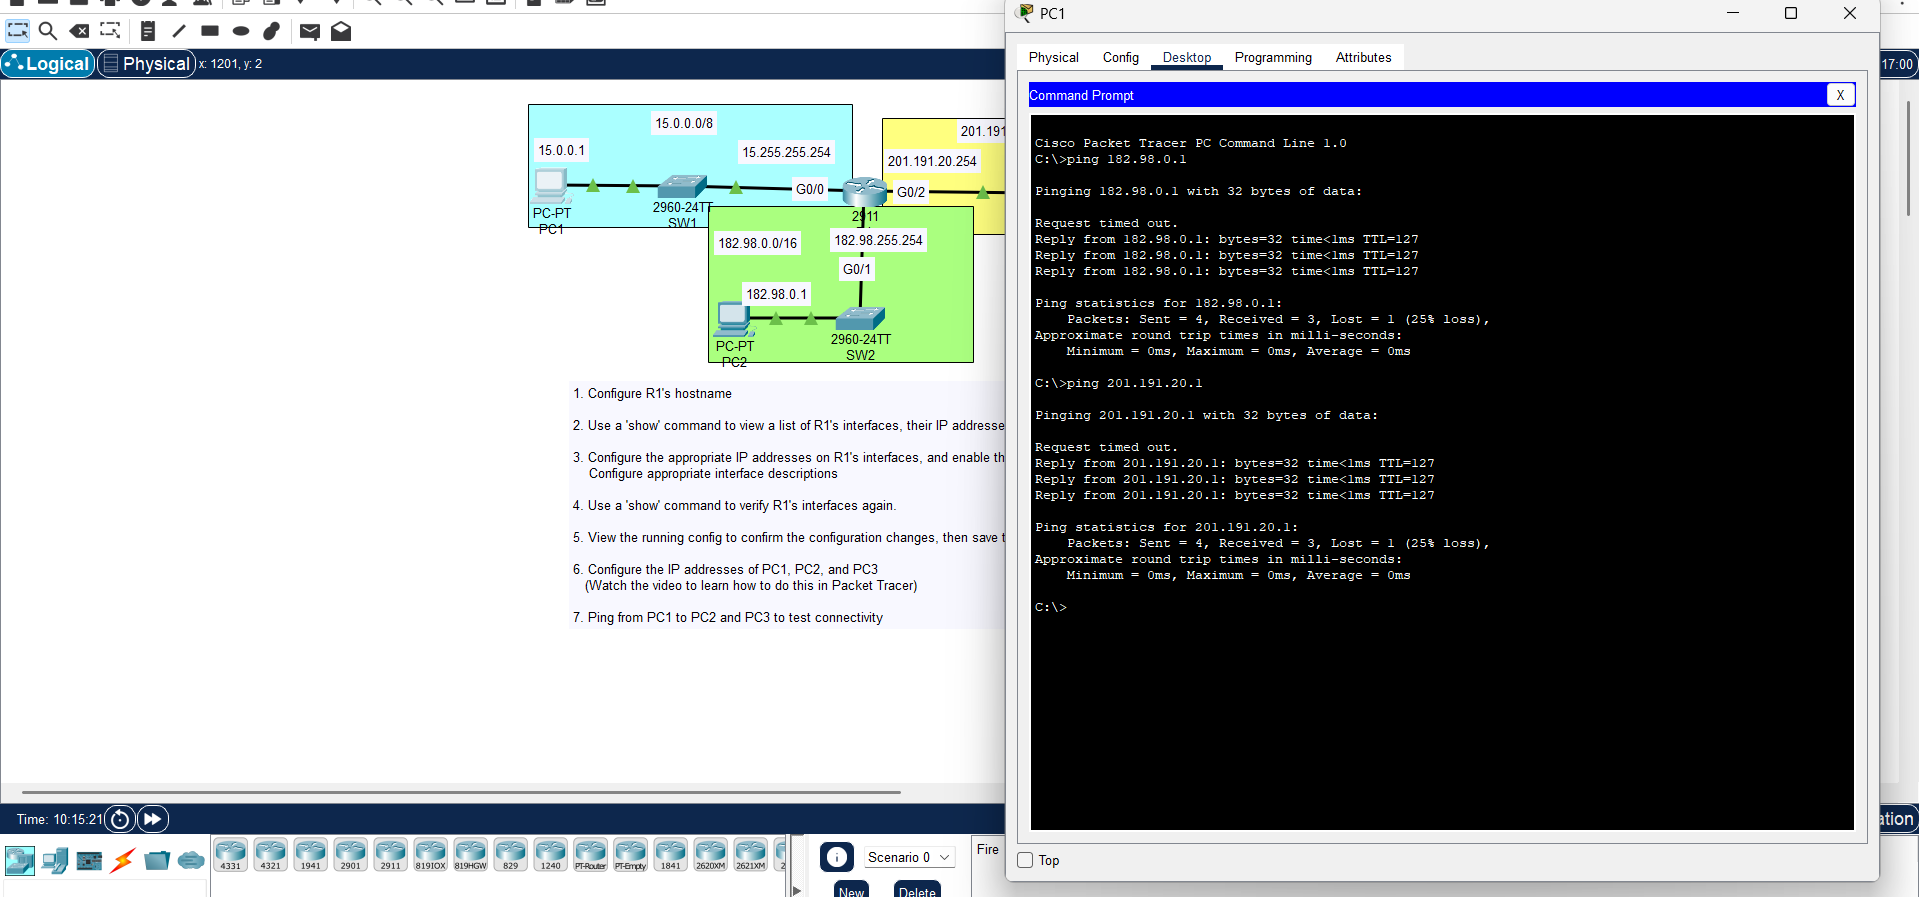 PC1
Physical Config Desktop Programming Attributes
Logical Physical x: 1201, y: 2
17:00
Command Prompt X
15.0.0.0/8
15.0.0.1
15.255.255.254
G0/0
PC-PT
PC1
2960-24TT
SW1
201.191
201.191.20.254
G0/2
2911
182.98.0.0/16
182.98.255.254
G0/1
182.98.0.1
PC-PT
PC2
2960-24TT
SW2
1. Configure R1's hostname
2. Use a 'show' command to view a list of R1's interfaces, their IP addresse
3. Configure the appropriate IP addresses on R1's interfaces, and enable th
Configure appropriate interface descriptions
4. Use a 'show' command to verify R1's interfaces again.
5. View the running config to confirm the configuration changes, then save t
6. Configure the IP addresses of PC1, PC2, and PC3
(Watch the video to learn how to do this in Packet Tracer)
7. Ping from PC1 to PC2 and PC3 to test connectivity
Cisco Packet Tracer PC Command Line 1.0
C:\>ping 182.98.0.1
Pinging 182.98.0.1 with 32 bytes of data:
Request timed out.
Reply from 182.98.0.1: bytes=32 time<1ms TTL=127
Reply from 182.98.0.1: bytes=32 time<1ms TTL=127
Reply from 182.98.0.1: bytes=32 time<1ms TTL=127
Ping statistics for 182.98.0.1:
Packets: Sent = 4, Received = 3, Lost = 1 (25% loss),
Approximate round trip times in milli-seconds:
Minimum = 0ms, Maximum = 0ms, Average = 0ms
C:\>ping 201.191.20.1
Pinging 201.191.20.1 with 32 bytes of data:
Request timed out.
Reply from 201.191.20.1: bytes=32 time<1ms TTL=127
Reply from 201.191.20.1: bytes=32 time<1ms TTL=127
Reply from 201.191.20.1: bytes=32 time<1ms TTL=127
Ping statistics for 201.191.20.1:
Packets: Sent = 4, Received = 3, Lost = 1 (25% loss),
Approximate round trip times in milli-seconds:
Minimum = 0ms, Maximum = 0ms, Average = 0ms
C:\>
Top
Time: 10:15:21
ation
4331 4321 1941 2901 2911 819IOX 819HGW 829 1240 PT-Router PT-Empty 1841 2620XM 2621XM 2
Scenario 0
New Delete
Fire